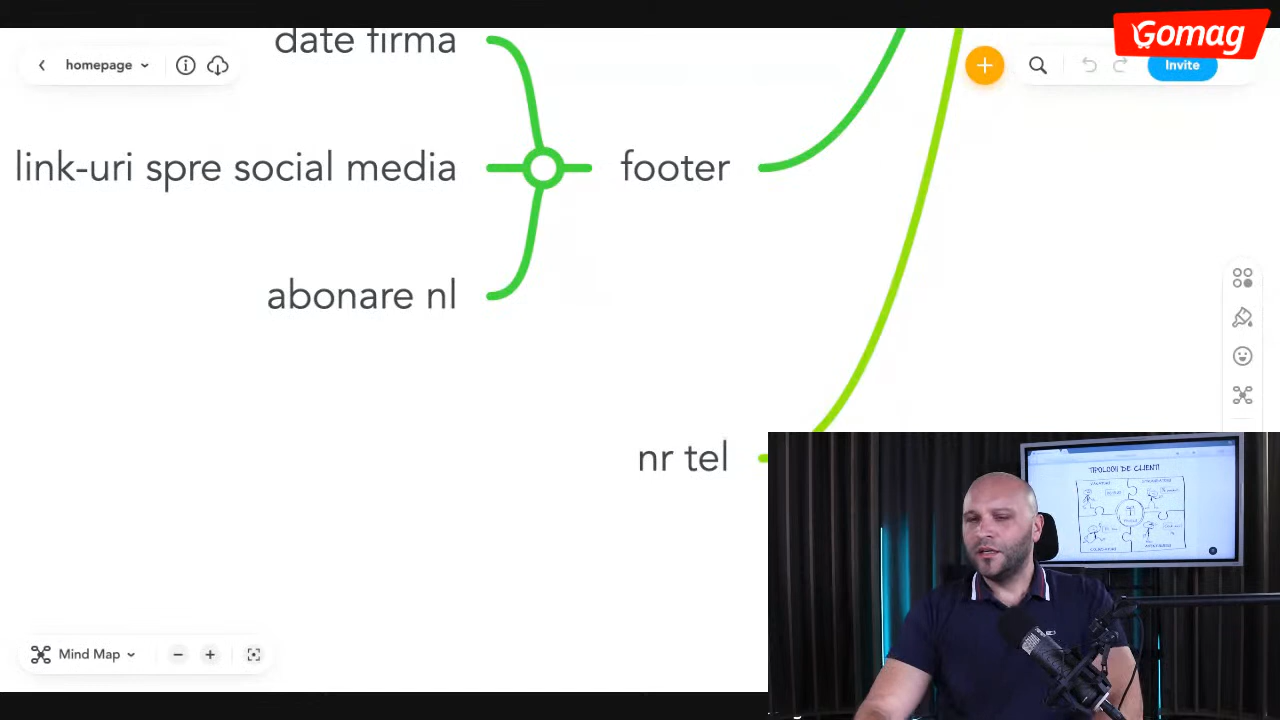 Gomag
date firma
homepage
Invite
link-uri spre social media
footer
abonare nl
nr tel
TIPOLOGII DE CLIENTI
Mind Map